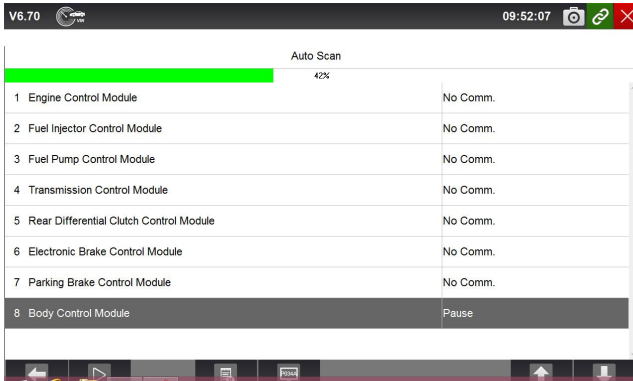 V6.70 VIN 09:52:07
Auto Scan
42%
1 Engine Control Module No Comm.
2 Fuel Injector Control Module No Comm.
3 Fuel Pump Control Module No Comm.
4 Transmission Control Module No Comm.
5 Rear Differential Clutch Control Module No Comm.
6 Electronic Brake Control Module No Comm.
7 Parking Brake Control Module No Comm.
8 Body Control Module Pause
P034A